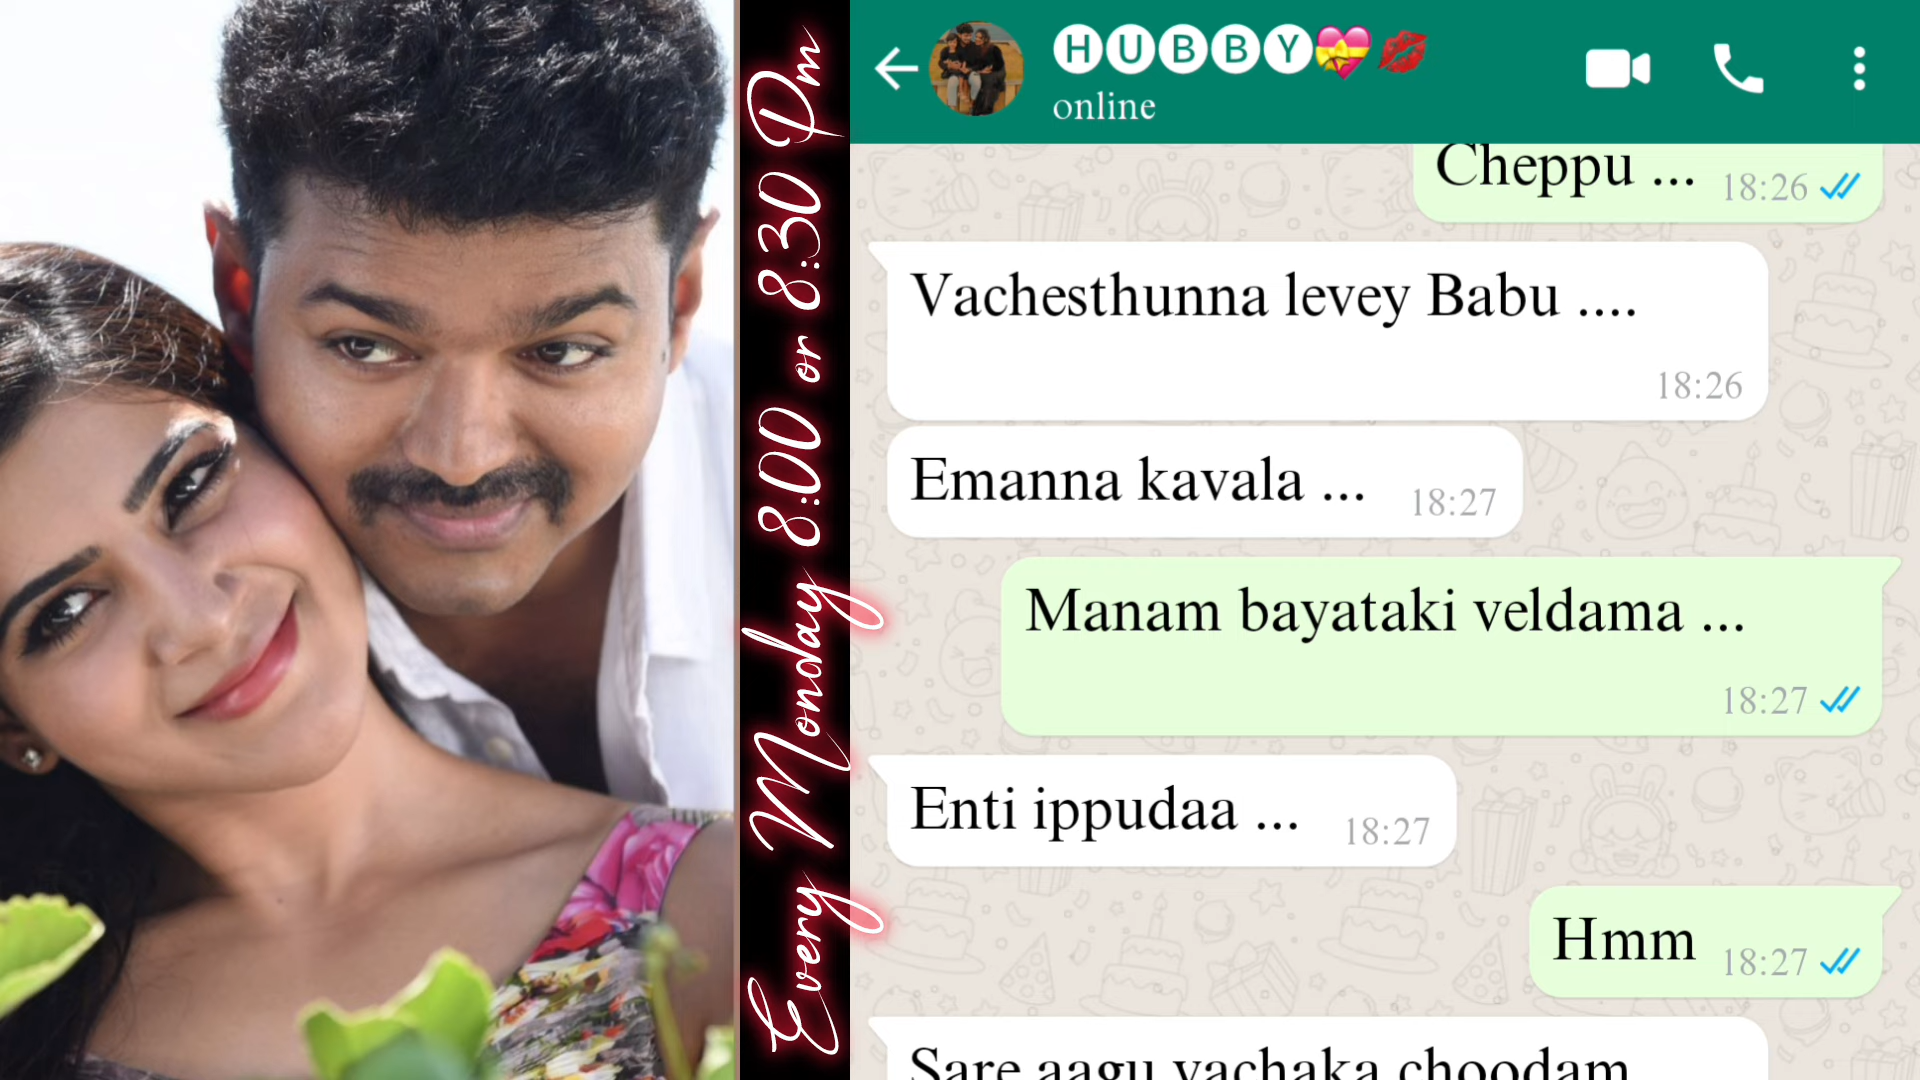 Every Monday 8:00 or 8:30 Pm
🅗🅤🅑🅑🅨💝💋
online
Cheppu ... 18:26
Vachesthunna levey Babu ....
18:26
Emanna kavala ... 18:27
Manam bayataki veldama ...
18:27
Enti ippudaa ... 18:27
Hmm 18:27
Sare aagu vachaka choodam